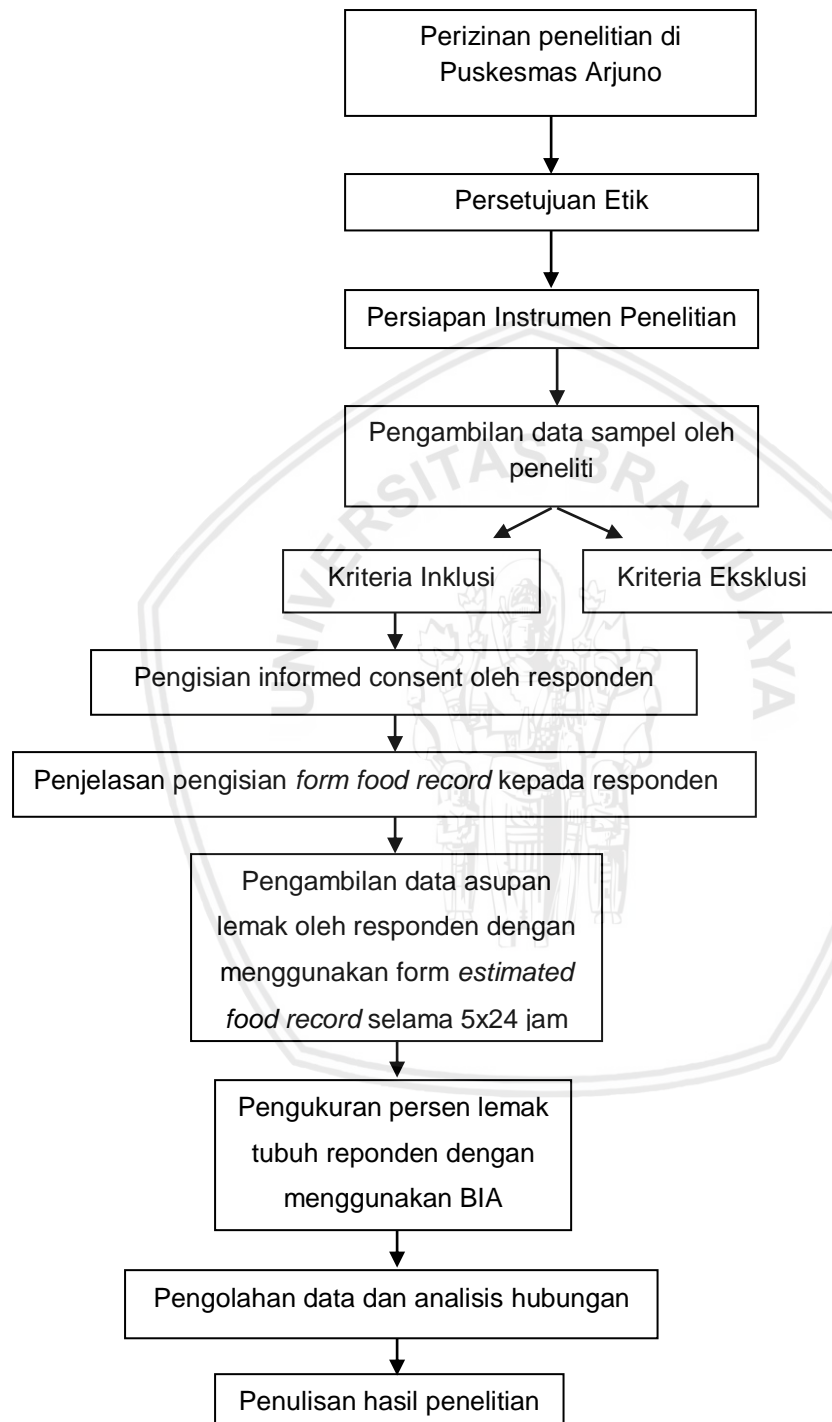 Perizinan penelitian di
Puskesmas Arjuno
Persetujuan Etik
Persiapan Instrumen Penelitian
Pengambilan data sampel oleh
peneliti
UNIVERSITAS BRAWIJAYA
Kriteria Inklusi
Kriteria Eksklusi
Pengisian informed consent oleh responden
Penjelasan pengisian form food record kepada responden
Pengambilan data asupan
lemak oleh responden dengan
menggunakan form estimated
food record selama 5x24 jam
Pengukuran persen lemak
tubuh reponden dengan
menggunakan BIA
Pengolahan data dan analisis hubungan
Penulisan hasil penelitian